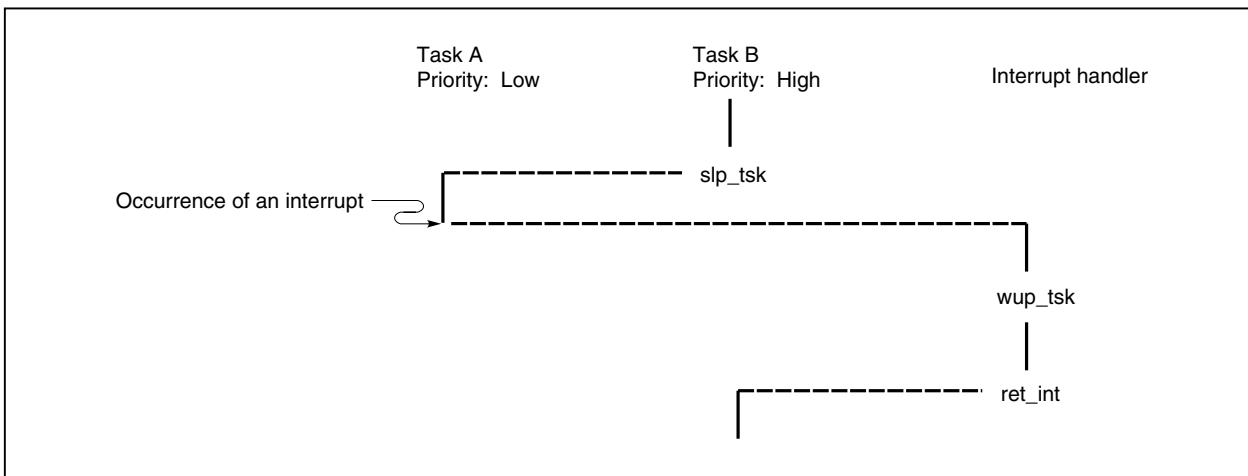 Task A
Priority: Low
Task B
Priority: High
Interrupt handler
slp_tsk
Occurrence of an interrupt
wup_tsk
ret_int